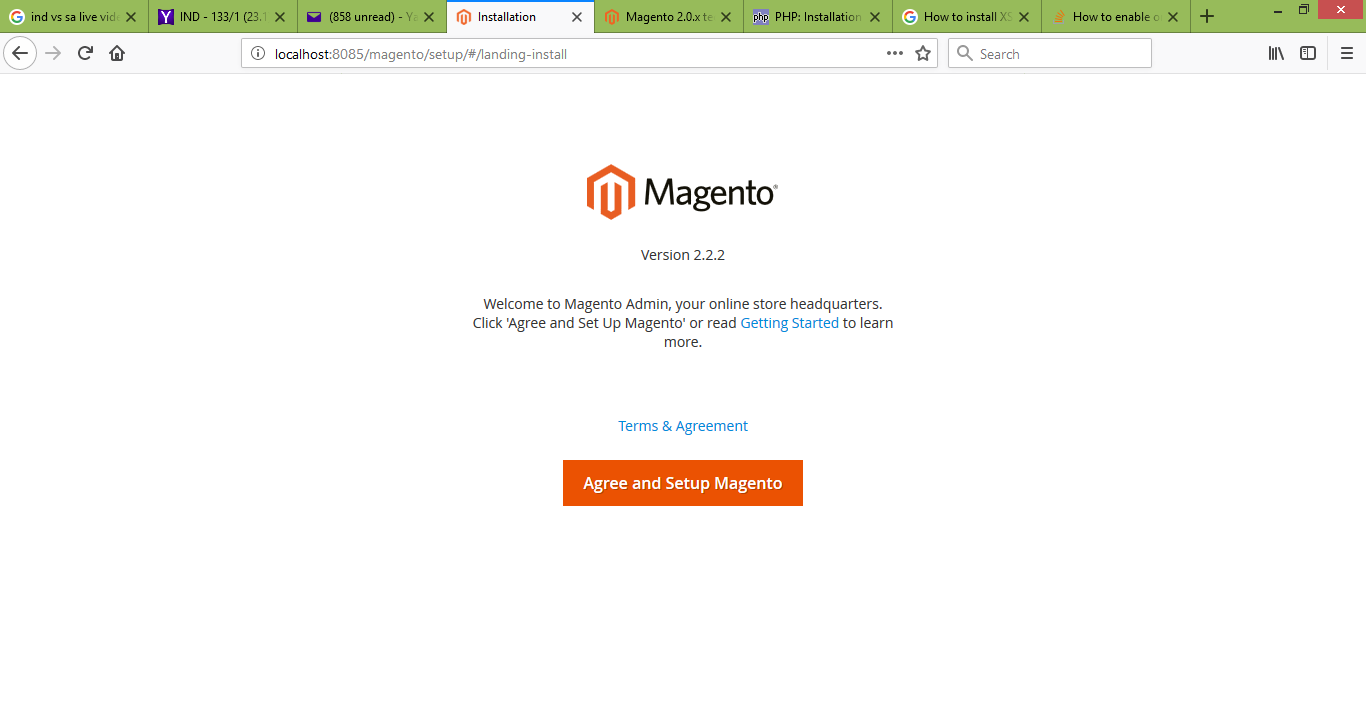 ind vs sa live vide
IND - 133/1 (23.1
(858 unread) - Ya
Installation
Magento 2.0.x te
php
PHP: Installation
How to install XS
How to enable o
localhost:8085/magento/setup/#/landing-install
Search
Magento®
Version 2.2.2
Welcome to Magento Admin, your online store headquarters.
Click 'Agree and Set Up Magento' or read Getting Started to learn
more.
Terms & Agreement
Agree and Setup Magento